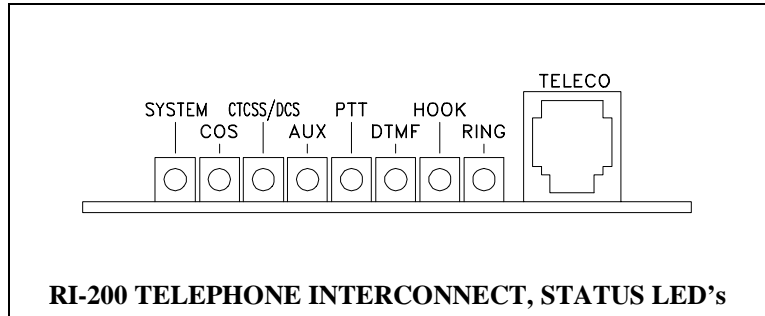 TELECO
SYSTEM CTCSS/DCS PTT HOOK
COS AUX DTMF RING
RI-200 TELEPHONE INTERCONNECT, STATUS LED's